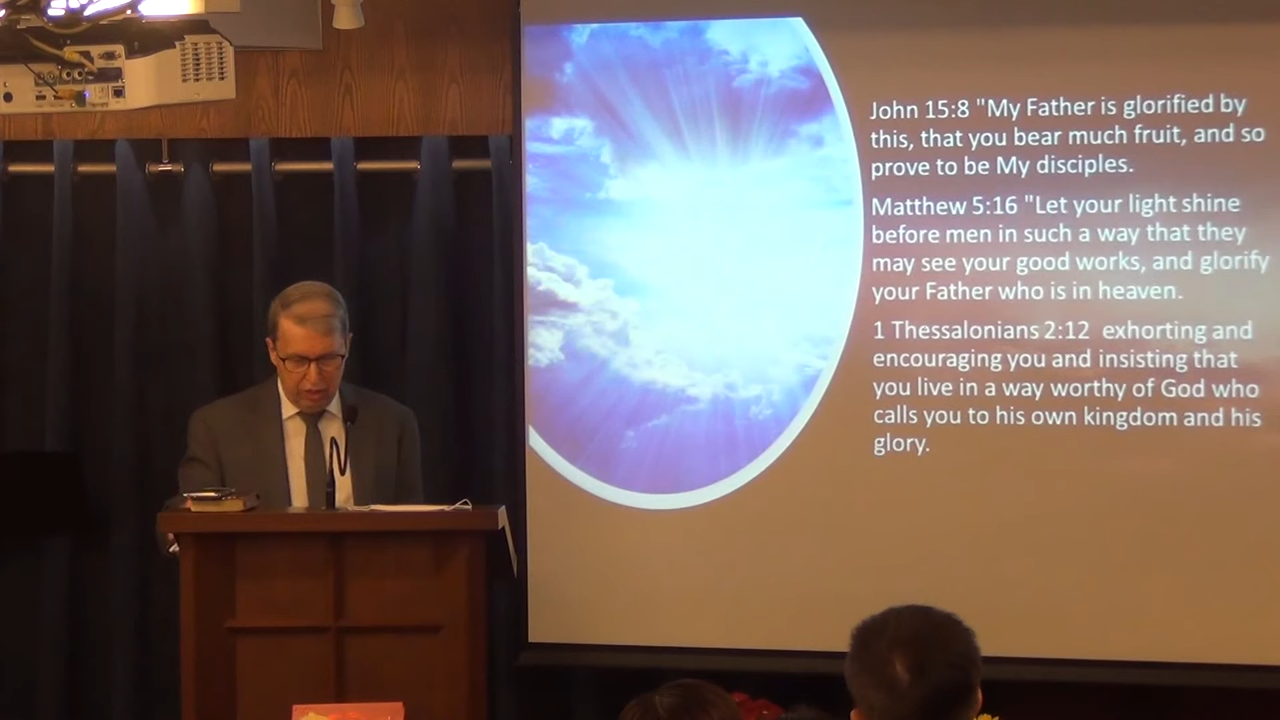 John 15:8 "My Father is glorified by
this, that you bear much fruit, and so
prove to be My disciples.
Matthew 5:16 "Let your light shine
before men in such a way that they
may see your good works, and glorify
your Father who is in heaven.
1 Thessalonians 2:12 exhorting and
encouraging you and insisting that
you live in a way worthy of God who
calls you to his own kingdom and his
glory.